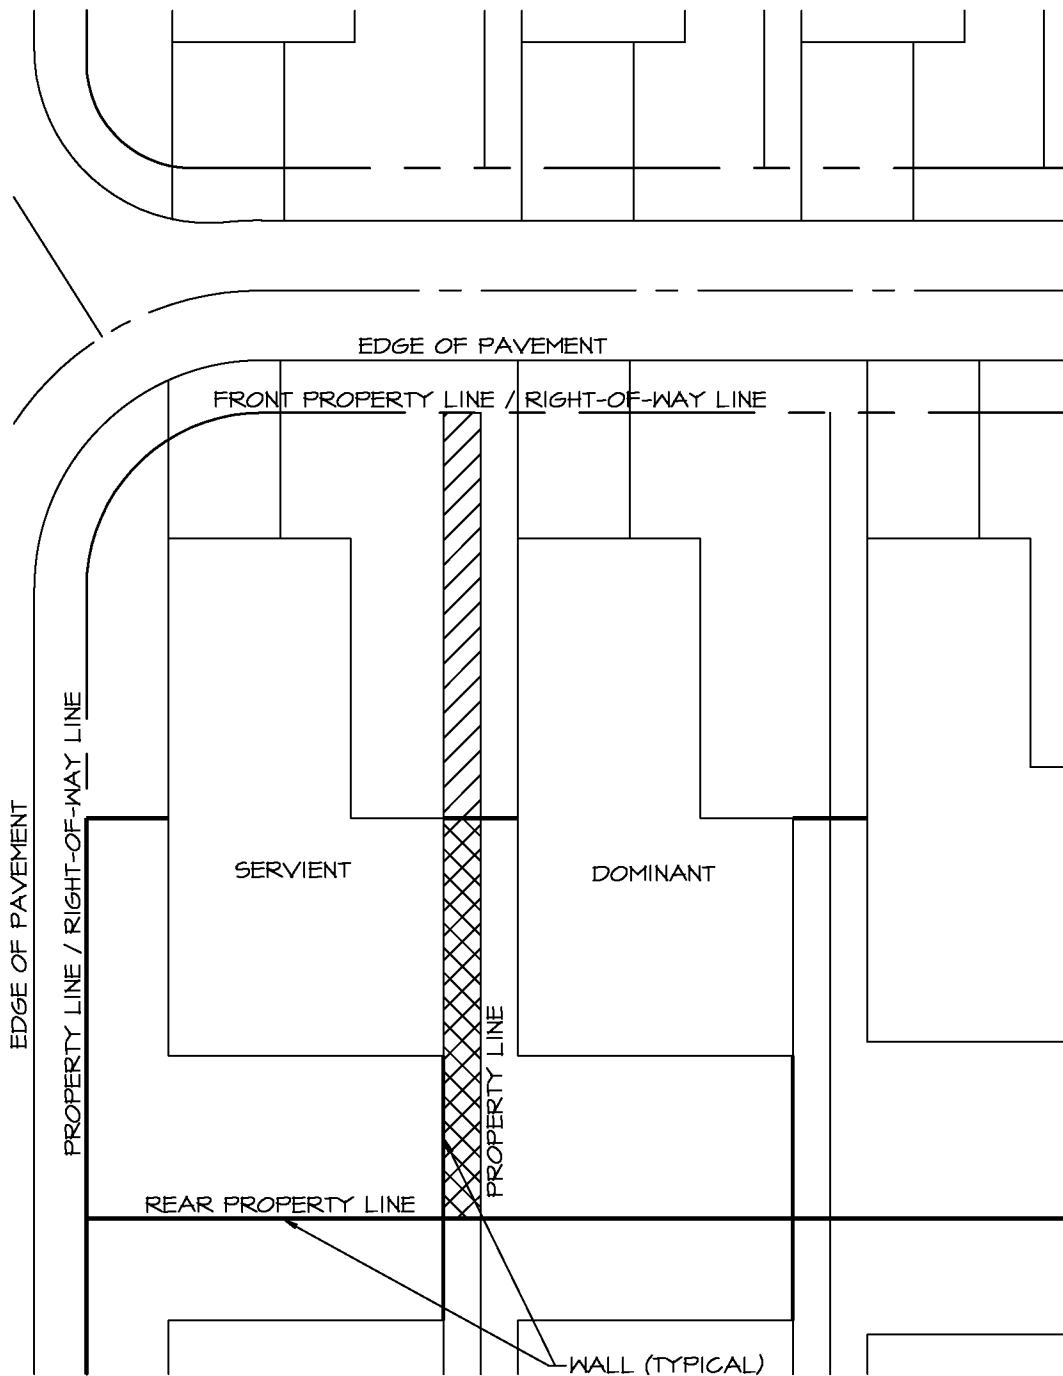 EDGE OF PAVEMENT
FRONT PROPERTY LINE / RIGHT-OF-WAY LINE
PROPERTY LINE / RIGHT-OF-WAY LINE
EDGE OF PAVEMENT
SERVIENT
DOMINANT
PROPERTY LINE
REAR PROPERTY LINE
WALL (TYPICAL)